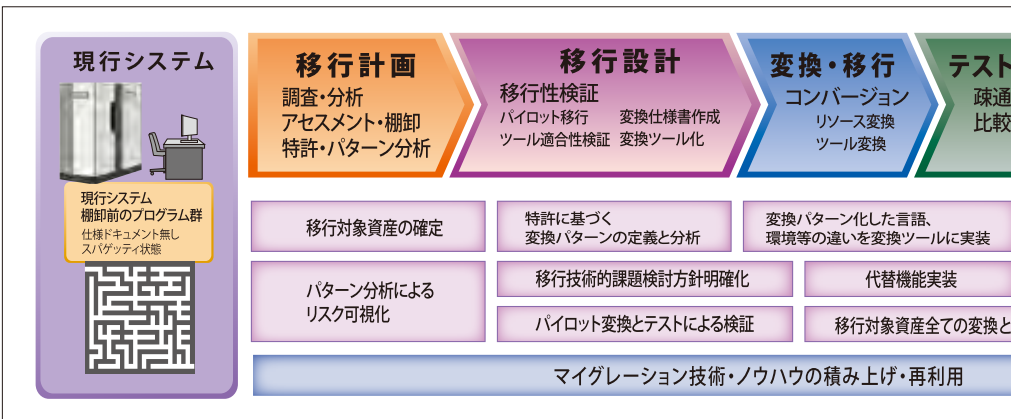 現行システム
現行システム
棚卸前のプログラム群
仕様ドキュメント無し
スパゲッティ状態
移行計画
調査・分析
アセスメント・棚卸
特許・パターン分析
移行設計
移行性検証
パイロット移行 変換仕様書作成
ツール適合性検証 変換ツール化
変換・移行
コンバージョン
リソース変換
ツール変換
テスト
疎通
比較
移行対象資産の確定
特許に基づく
変換パターンの定義と分析
変換パターン化した言語、
環境等の違いを変換ツールに実装
パターン分析による
リスク可視化
移行技術的課題検討方針明確化
代替機能実装
パイロット変換とテストによる検証
移行対象資産全ての変換と
マイグレーション技術・ノウハウの積み上げ・再利用